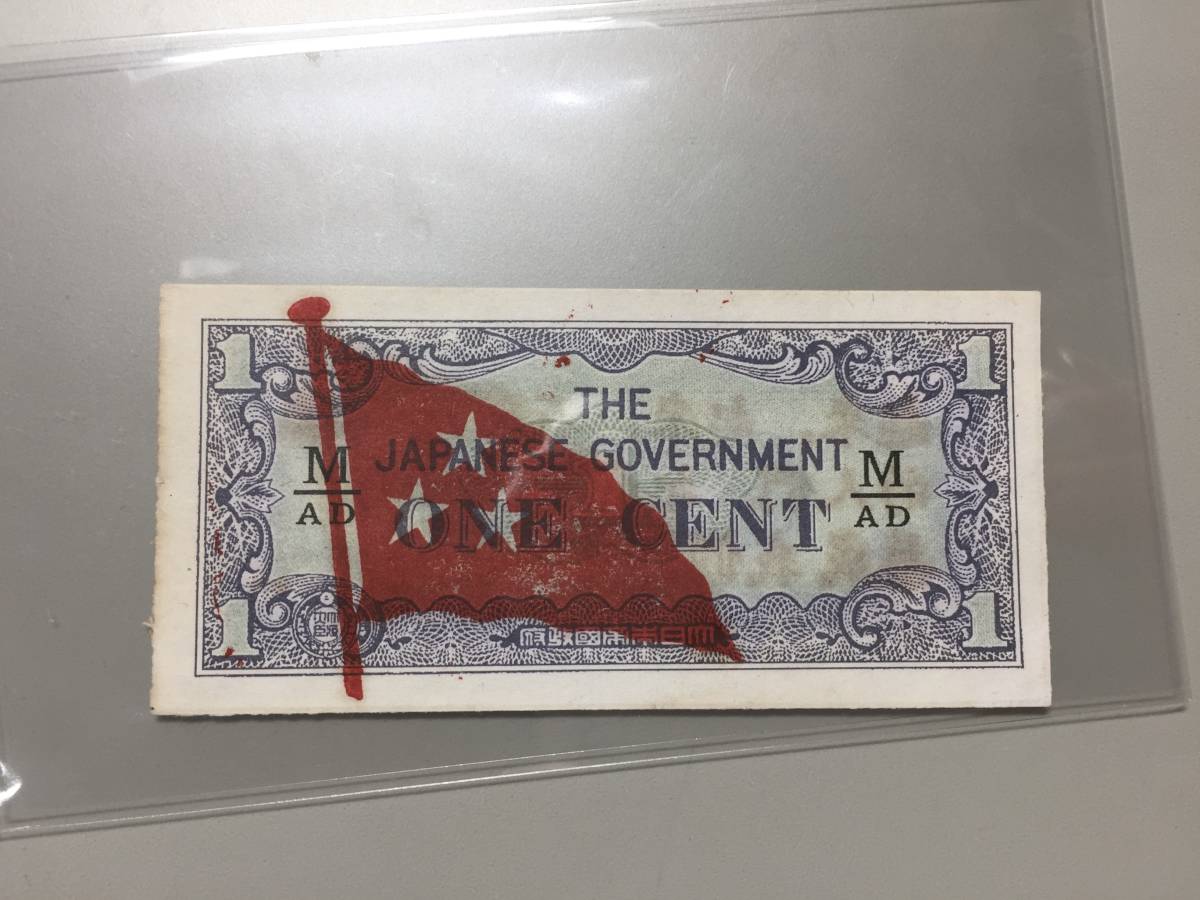 1 1
THE
JAPANESE GOVERNMENT
M M
AD AD
ONE CENT
大日本帝國政府
1 1